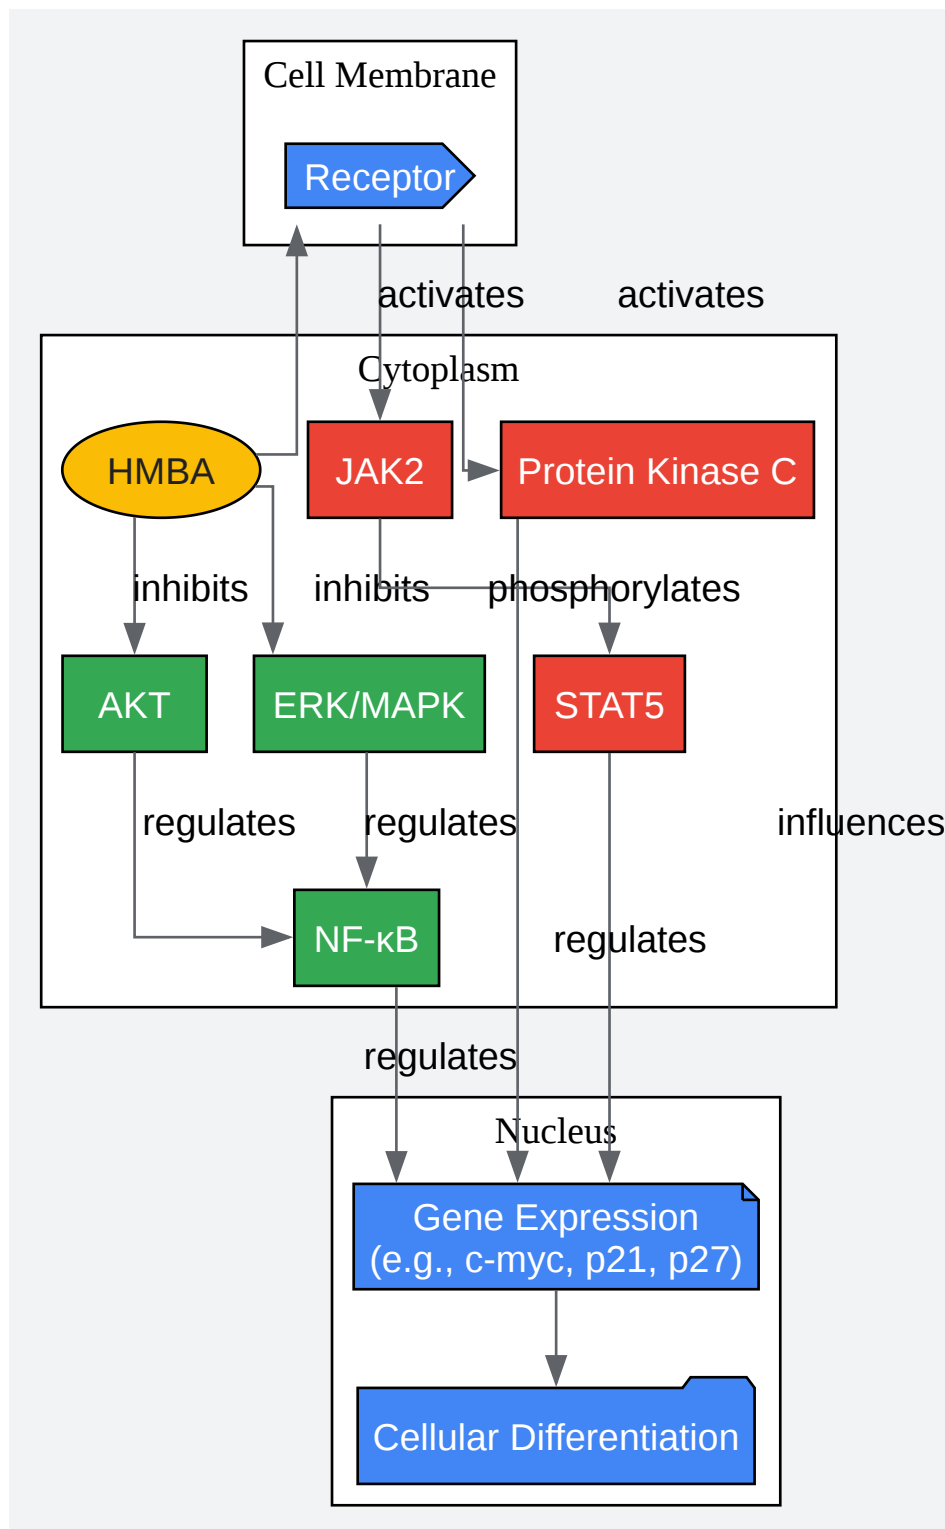 Cell Membrane
Receptor
activates
activates
Cytoplasm
HMBA
JAK2
Protein Kinase C
inhibits
inhibits
phosphorylates
AKT
ERK/MAPK
STAT5
regulates
regulates
influences
NF-κB
regulates
regulates
Nucleus
Gene Expression
(e.g., c-myc, p21, p27)
Cellular Differentiation